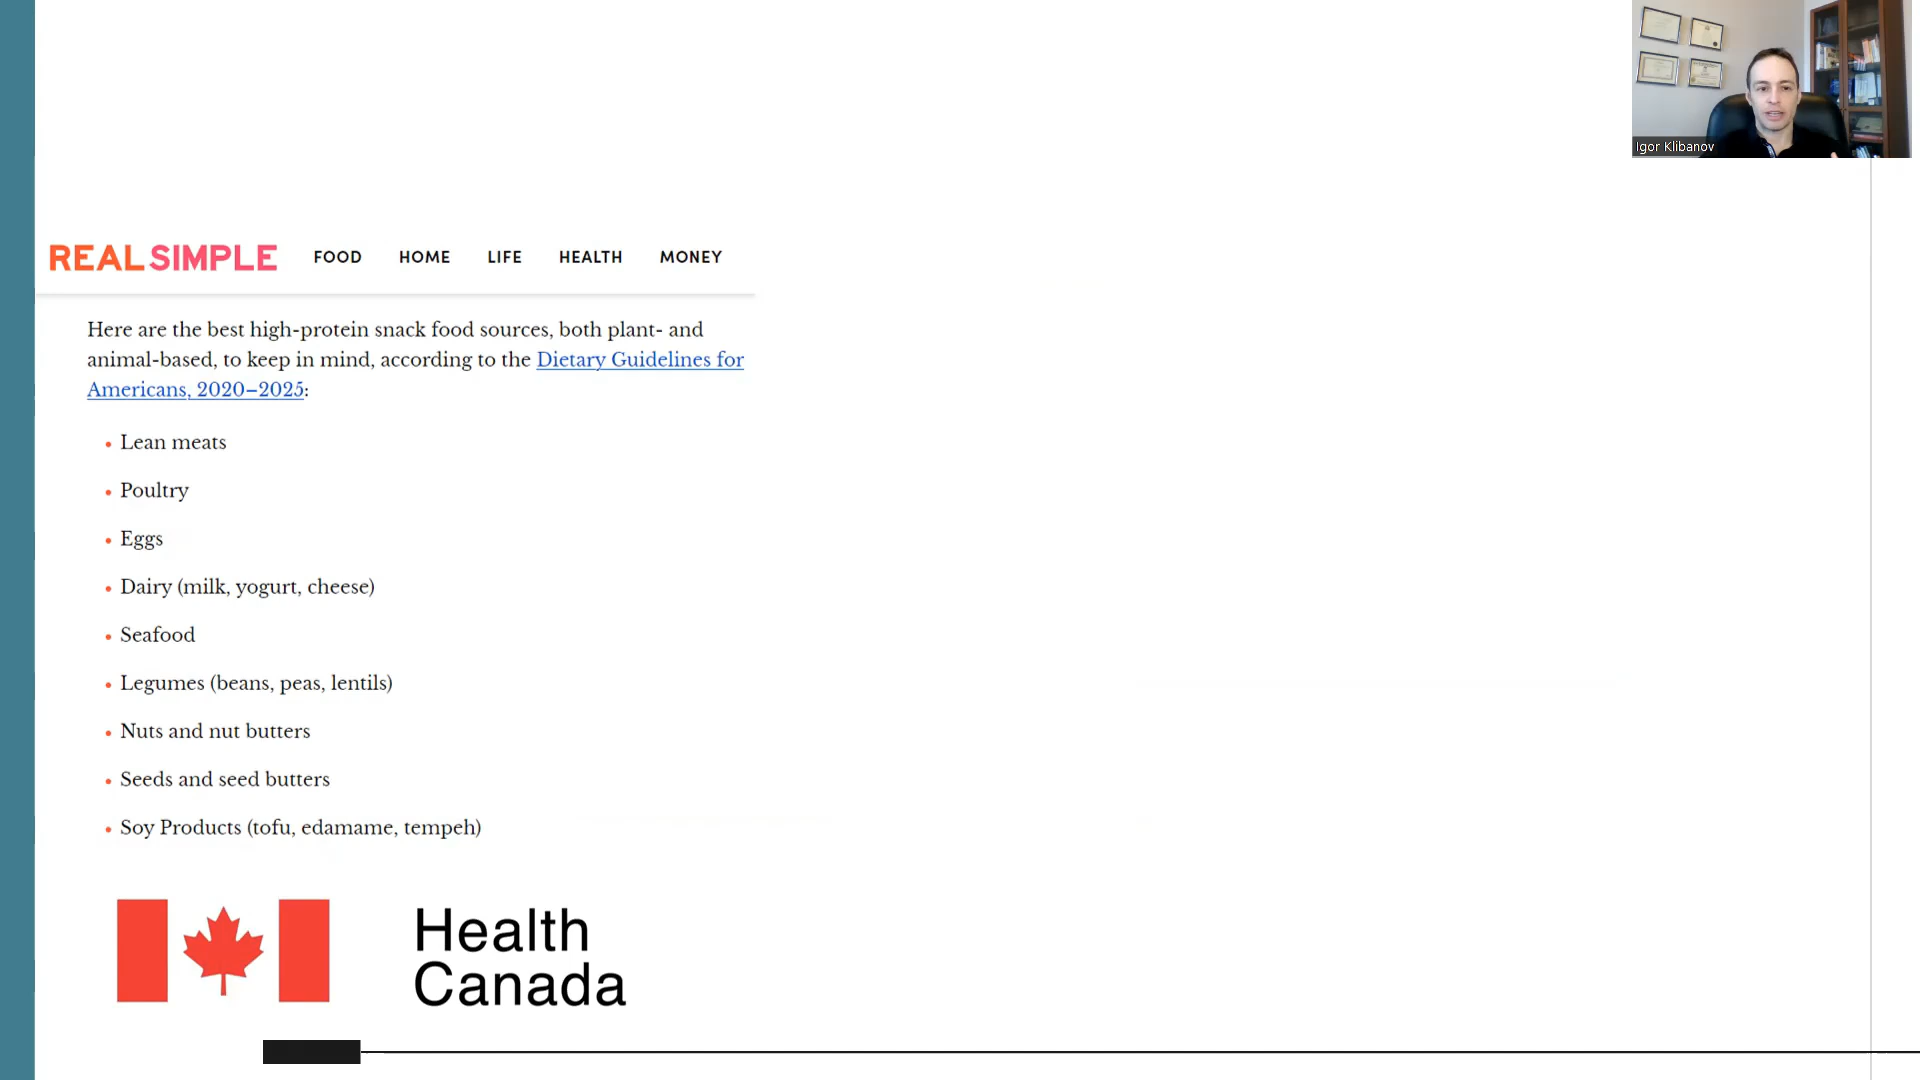 Igor Klibanov
REAL SIMPLE FOOD HOME LIFE HEALTH MONEY
Here are the best high-protein snack food sources, both plant- and
animal-based, to keep in mind, according to the Dietary Guidelines for
Americans, 2020–2025:
• Lean meats
• Poultry
• Eggs
• Dairy (milk, yogurt, cheese)
• Seafood
• Legumes (beans, peas, lentils)
• Nuts and nut butters
• Seeds and seed butters
• Soy Products (tofu, edamame, tempeh)
Health
Canada